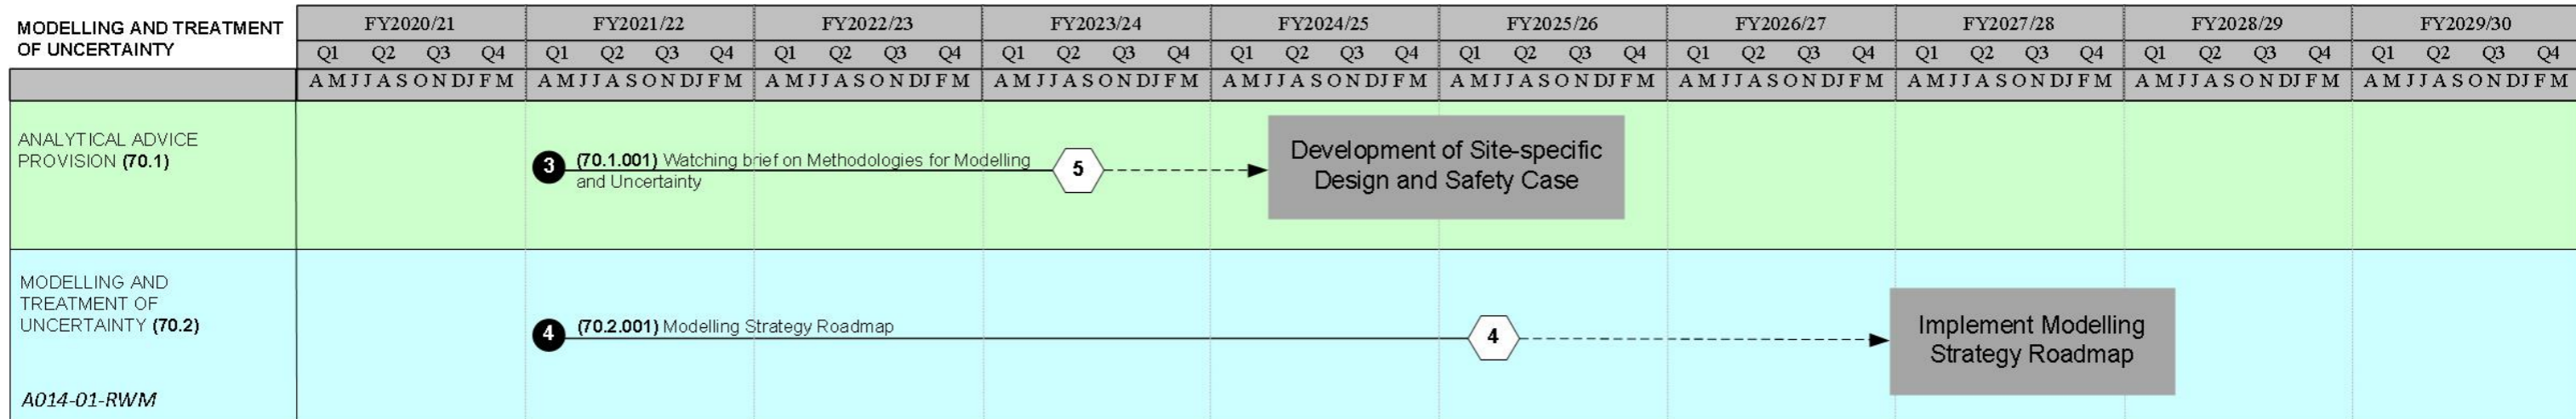 MODELLING AND TREATMENT
OF UNCERTAINTY
FY2020/21 FY2021/22 FY2022/23 FY2023/24 FY2024/25 FY2025/26 FY2026/27 FY2027/28 FY2028/29 FY2029/30
Q1 Q2 Q3 Q4 Q1 Q2 Q3 Q4 Q1 Q2 Q3 Q4 Q1 Q2 Q3 Q4 Q1 Q2 Q3 Q4 Q1 Q2 Q3 Q4 Q1 Q2 Q3 Q4 Q1 Q2 Q3 Q4 Q1 Q2 Q3 Q4 Q1 Q2 Q3 Q4
A M J J A S O N D J F M A M J J A S O N D J F M A M J J A S O N D J F M A M J J A S O N D J F M A M J J A S O N D J F M A M J J A S O N D J F M A M J J A S O N D J F M A M J J A S O N D J F M A M J J A S O N D J F M A M J J A S O N D J F M
ANALYTICAL ADVICE
PROVISION (70.1)
3 (70.1.001) Watching brief on Methodologies for Modelling
and Uncertainty
5
Development of Site-specific
Design and Safety Case
MODELLING AND
TREATMENT OF
UNCERTAINTY (70.2)
4 (70.2.001) Modelling Strategy Roadmap
4
Implement Modelling
Strategy Roadmap
A014-01-RWM